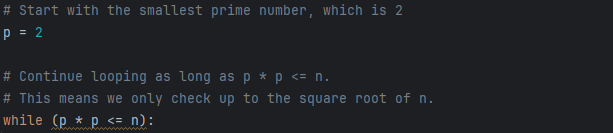 # Start with the smallest prime number, which is 2
p = 2
# Continue looping as long as p * p <= n.
# This means we only check up to the square root of n.
while (p * p <= n):